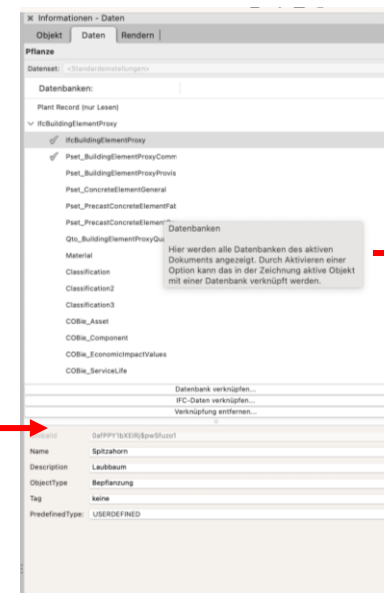 Informationen - Daten
Objekt Daten Rendern
Pflanze
Datenset: <Standardeinstellungen>
Datenbanken:
Plant Record (nur Lesen)
IfcBuildingElementProxy
IfcBuildingElementProxy
Pset_BuildingElementProxyComm
Pset_BuildingElementProxyProvis
Pset_ConcreteElementGeneral
Pset_PrecastConcreteElementFab
Pset_PrecastConcreteElement
Qto_BuildingElementProxyQua
Material
Classification
Classification2
Classification3
COBie_Asset
COBie_Component
COBie_EconomicImpactValues
COBie_ServiceLife
Datenbanken
Hier werden alle Datenbanken des aktiven
Dokuments angezeigt. Durch Aktivieren einer
Option kann das in der Zeichnung aktive Objekt
mit einer Datenbank verknüpft werden.
Datenbank verknüpfen...
IFC-Daten verknüpfen...
Verknüpfung entfernen...
Name Spitzahorn
Description Laubbaum
ObjectType Bepflanzung
Tag keine
PredefinedType: USERDEFINED